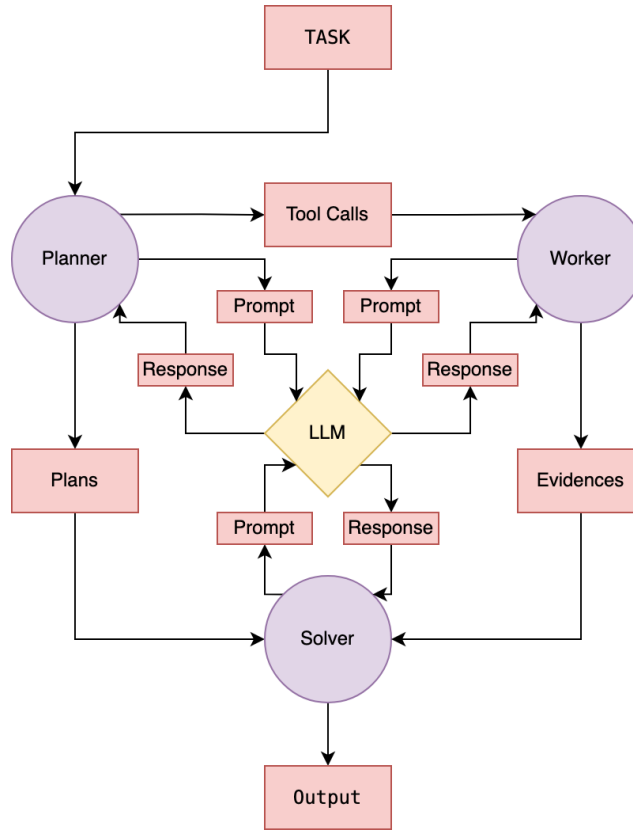 TASK
Tool Calls
Planner
Worker
Prompt
Prompt
Response
Response
LLM
Plans
Evidences
Prompt
Response
Solver
Output